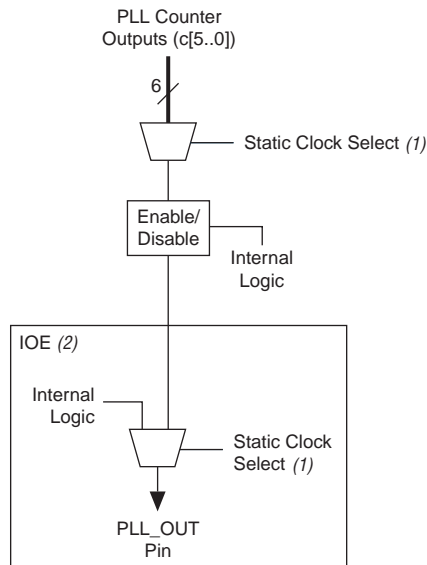 PLL Counter
Outputs (c[5..0])
6
Static Clock Select (1)
Enable/
Disable
Internal
Logic
IOE (2)
Internal
Logic
Static Clock
Select (1)
PLL_OUT
Pin